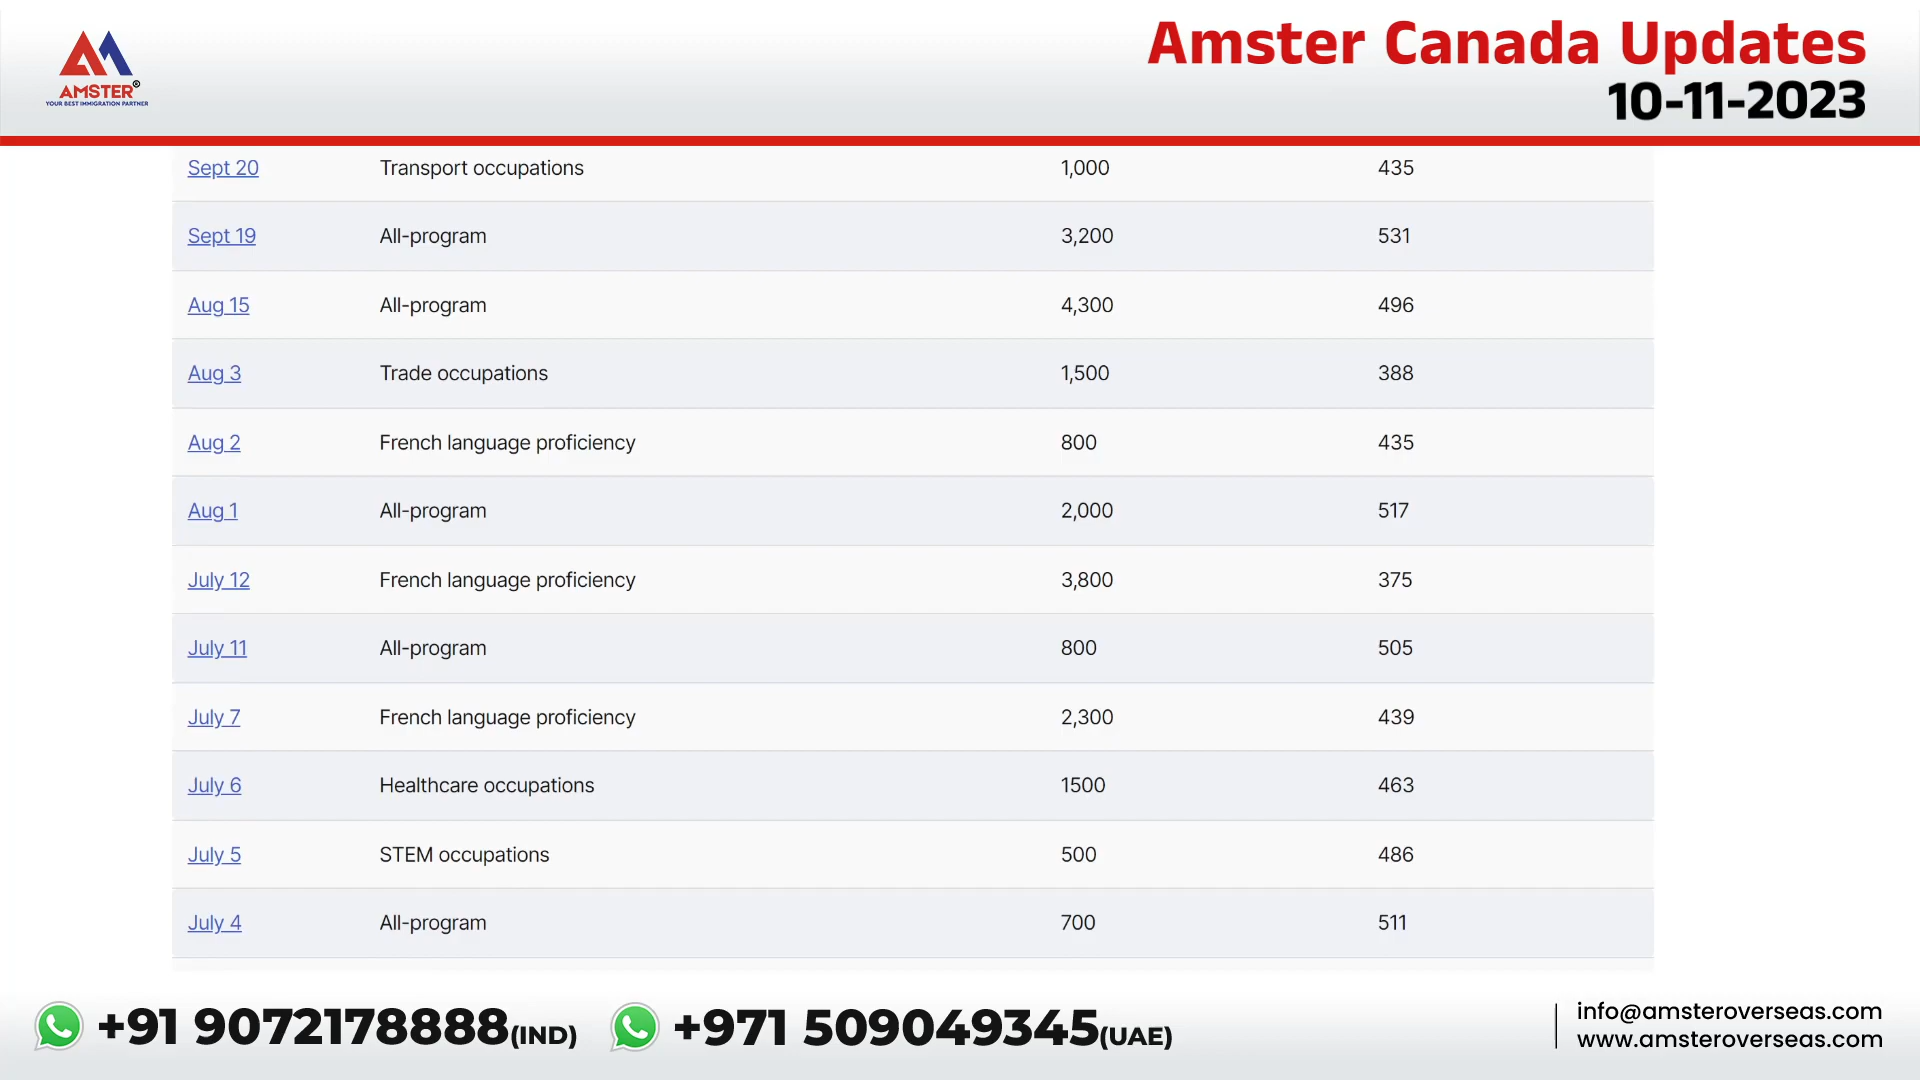 AMSTER®
YOUR BEST IMMIGRATION PARTNER
Amster Canada Updates
10-11-2023
Sept 20 Transport occupations 1,000 435
Sept 19 All-program 3,200 531
Aug 15 All-program 4,300 496
Aug 3 Trade occupations 1,500 388
Aug 2 French language proficiency 800 435
Aug 1 All-program 2,000 517
July 12 French language proficiency 3,800 375
July 11 All-program 800 505
July 7 French language proficiency 2,300 439
July 6 Healthcare occupations 1500 463
July 5 STEM occupations 500 486
July 4 All-program 700 511
+91 9072178888(IND) +971 509049345(UAE)
info@amsteroverseas.com
www.amsteroverseas.com